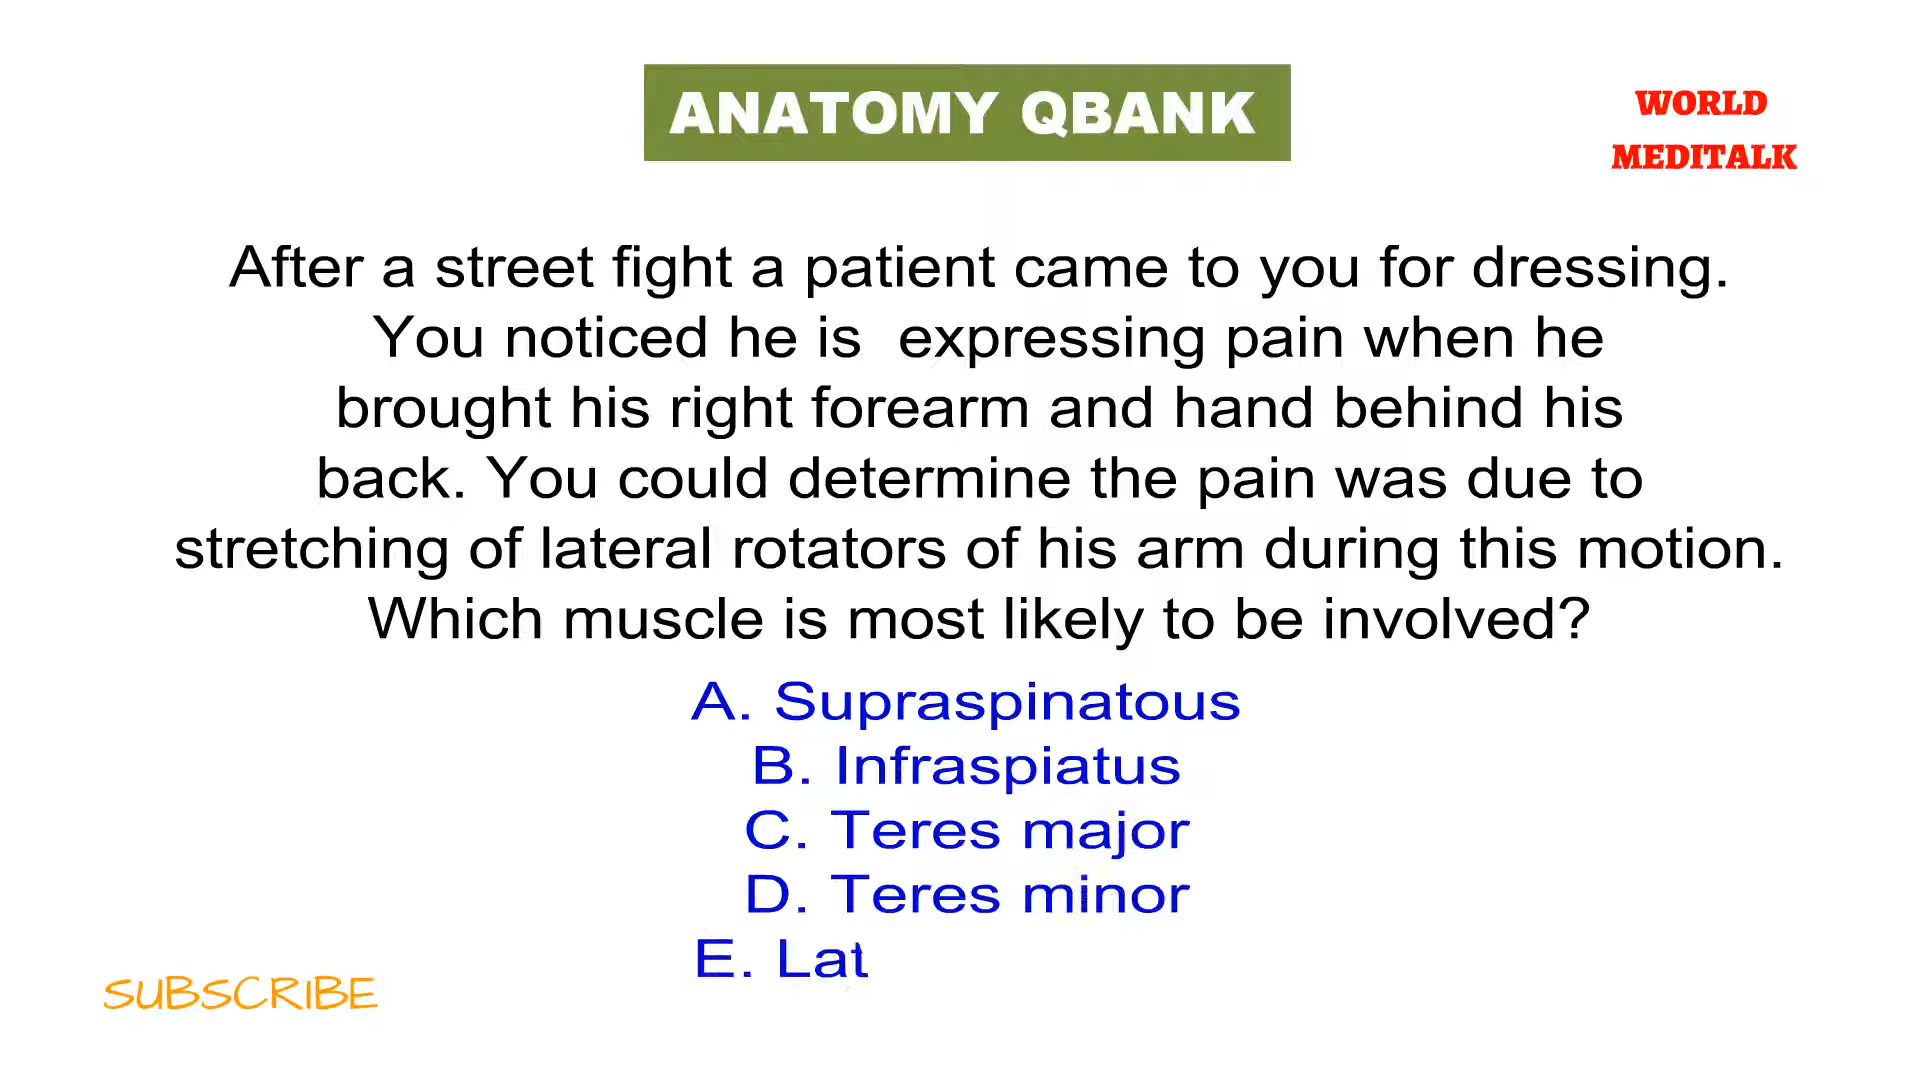 ANATOMY QBANK
WORLD
MEDITALK
After a street fight a patient came to you for dressing.
You noticed he is expressing pain when he
brought his right forearm and hand behind his
back. You could determine the pain was due to
stretching of lateral rotators of his arm during this motion.
Which muscle is most likely to be involved?
A. Supraspinatous
B. Infraspiatus
C. Teres major
D. Teres minor
E. Lat
SUBSCRIBE